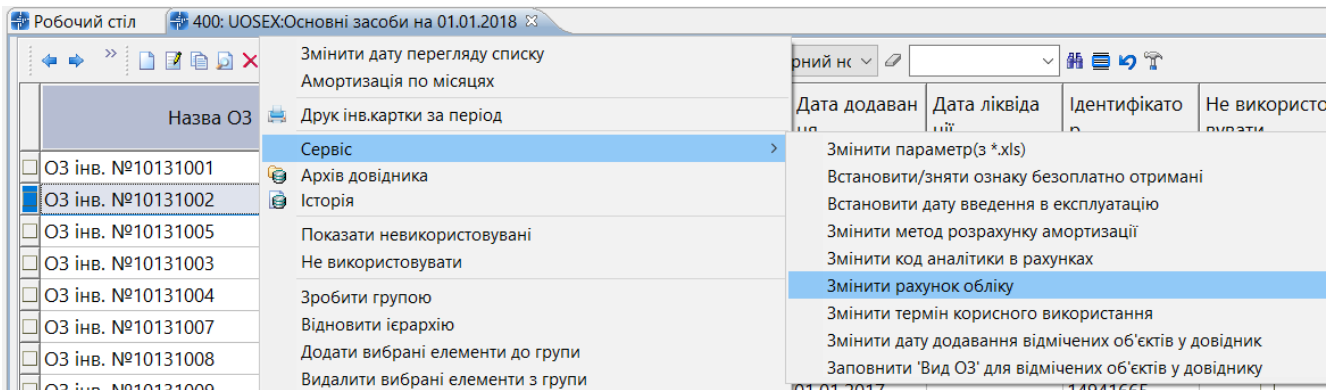 Робочий стіл
400: UOSEX:Основні засоби на 01.01.2018
Змінити дату перегляду списку
Амортизація по місяцях
Друк інв.картки за період
Сервіс
Архів довідника
Історія
Показати невикористовувані
Не використовувати
Зробити групою
Відновити ієрархію
Додати вибрані елементи до групи
Видалити вибрані елементи з групи
Назва ОЗ
ОЗ інв. №10131001
ОЗ інв. №10131002
ОЗ інв. №10131005
ОЗ інв. №10131003
ОЗ інв. №10131004
ОЗ інв. №10131007
ОЗ інв. №10131008
ОЗ інв. №10131009
Дата додаван
Дата ліквіда
Ідентифікато
Не використо
Змінити параметр(з *.xls)
Встановити/зняти ознаку безоплатно отримані
Встановити дату введення в експлуатацію
Змінити метод розрахунку амортизації
Змінити код аналітики в рахунках
Змінити рахунок обліку
Змінити термін корисного використання
Змінити дату додавання відмічених об'єктів у довідник
Заповнити 'Вид ОЗ' для відмічених об'єктів у довіднику
01.01.2017